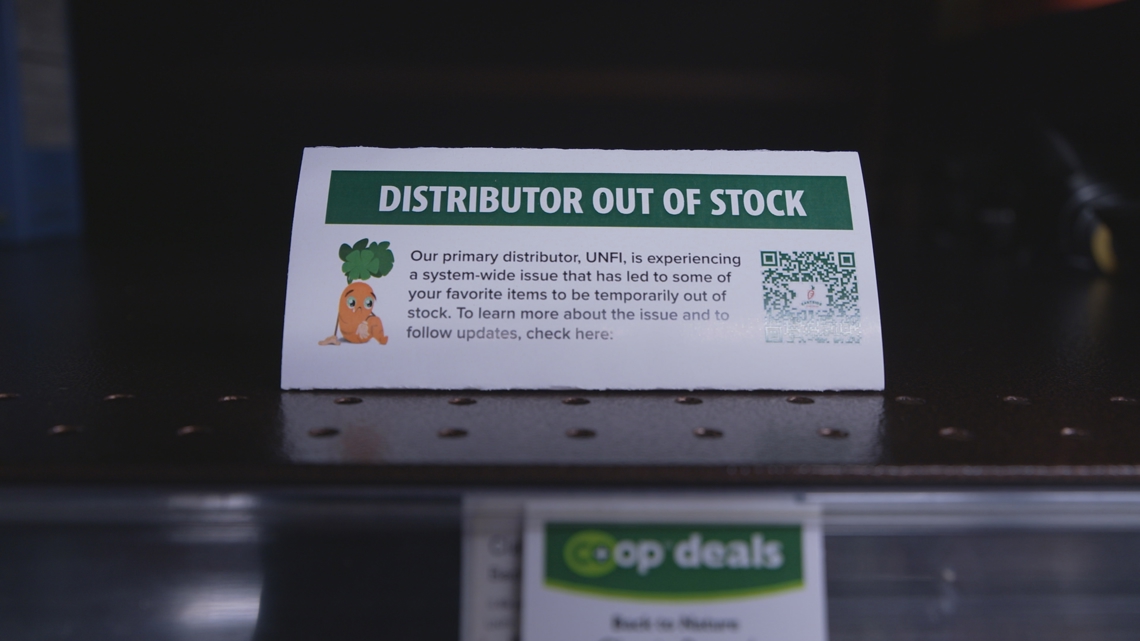 DISTRIBUTOR OUT OF STOCK
Our primary distributor, UNFI, is experiencing
a system-wide issue that has led to some of
your favorite items to be temporarily out of
stock. To learn more about the issue and to
follow updates, check here:
co+op deals
Back to Nature